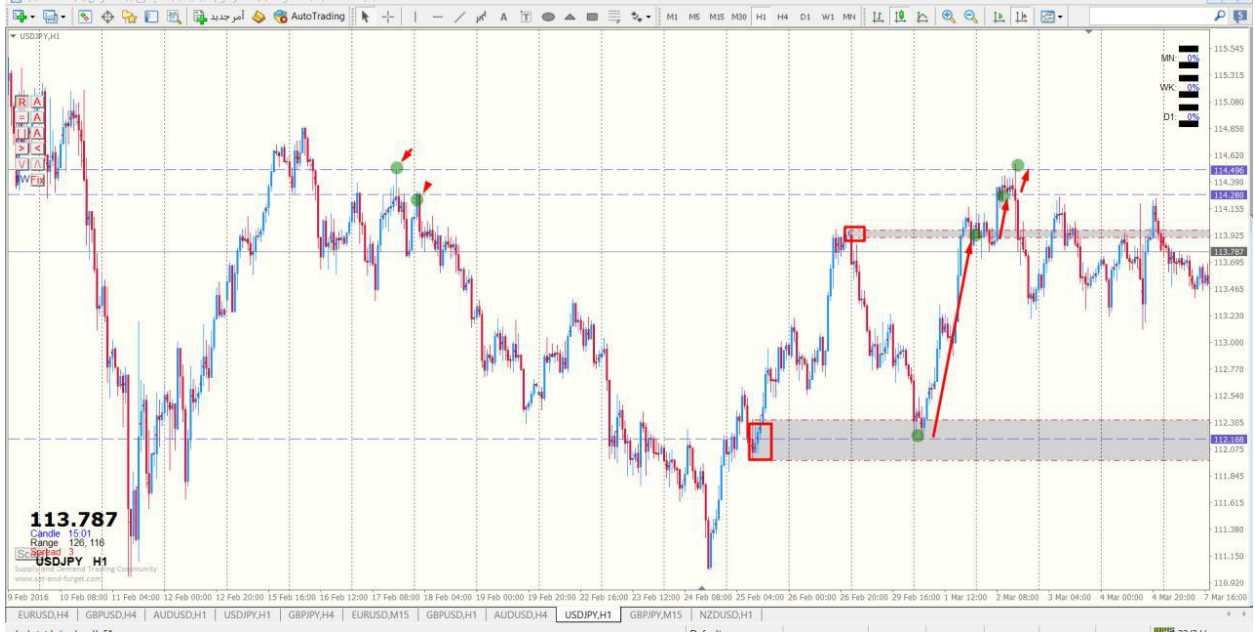 أمر جديد AutoTrading A T M1 M5 M15 M30 H1 H4 D1 W1 MN
USDJPY,H1
115.545
MN: 0%
115.315
WK: 0%
115.080
R A
= A
D1: 0%
114.850
A
> <
114.620
V Λ
114.496
W Fix
114.390
114.280
114.155
113.925
113.787
113.695
113.465
113.230
113.000
112.770
112.540
112.305
112.168
112.075
111.845
111.615
113.787
111.380
Candle 15:01
Range 126, 116
Spread 3
USDJPY H1
111.150
Supply and Demand Trading Community
www.set-and-forget.com
110.920
9 Feb 2016 10 Feb 08:00 11 Feb 04:00 12 Feb 00:00 12 Feb 20:00 15 Feb 16:00 16 Feb 12:00 17 Feb 08:00 18 Feb 04:00 19 Feb 00:00 19 Feb 20:00 22 Feb 16:00 23 Feb 12:00 24 Feb 08:00 25 Feb 04:00 26 Feb 00:00 26 Feb 20:00 29 Feb 16:00 1 Mar 12:00 2 Mar 08:00 3 Mar 04:00 4 Mar 00:00 4 Mar 20:00 7 Mar 16:00
EURUSD,H4 GBPUSD,H4 AUDUSD,H1 USDJPY,H1 GBPJPY,H4 EURUSD,M15 GBPUSD,H1 AUDUSD,H4 USDJPY,H1 GBPJPY,M15 NZDUSD,H1